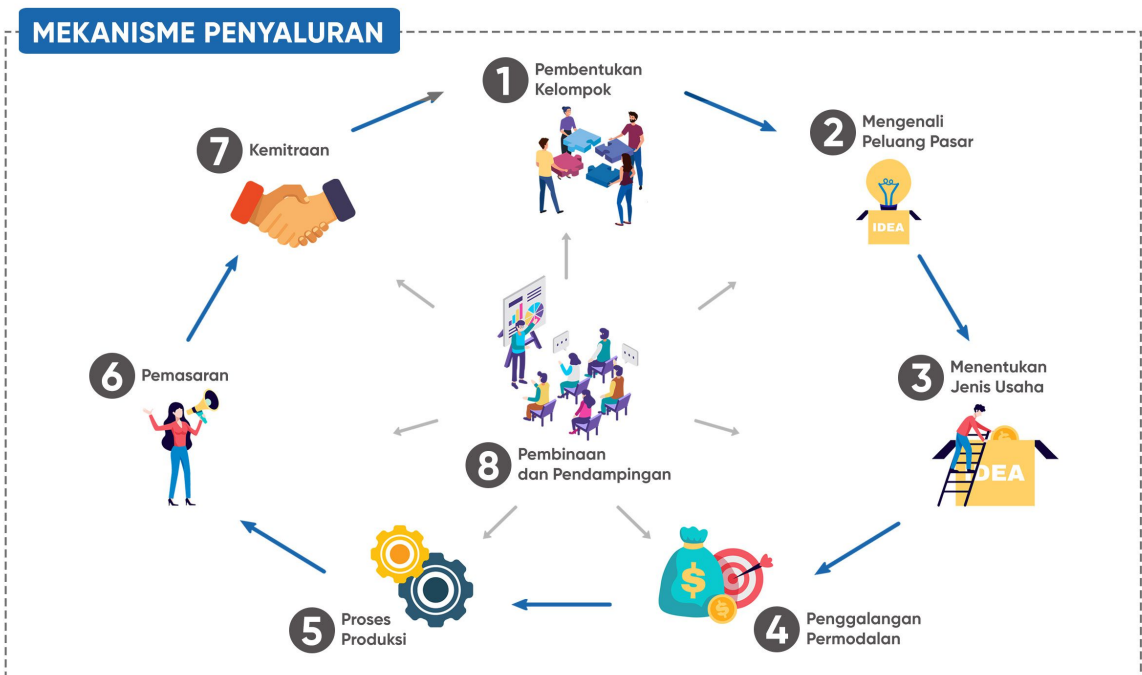 MEKANISME PENYALURAN
1
Pembentukan
Kelompok
2
Mengenali
Peluang Pasar
IDEA
3
Menentukan
Jenis Usaha
IDEA
4
Penggalangan
Permodalan
$
$
5
Proses
Produksi
6
Pemasaran
7
Kemitraan
8
Pembinaan
dan Pendampingan